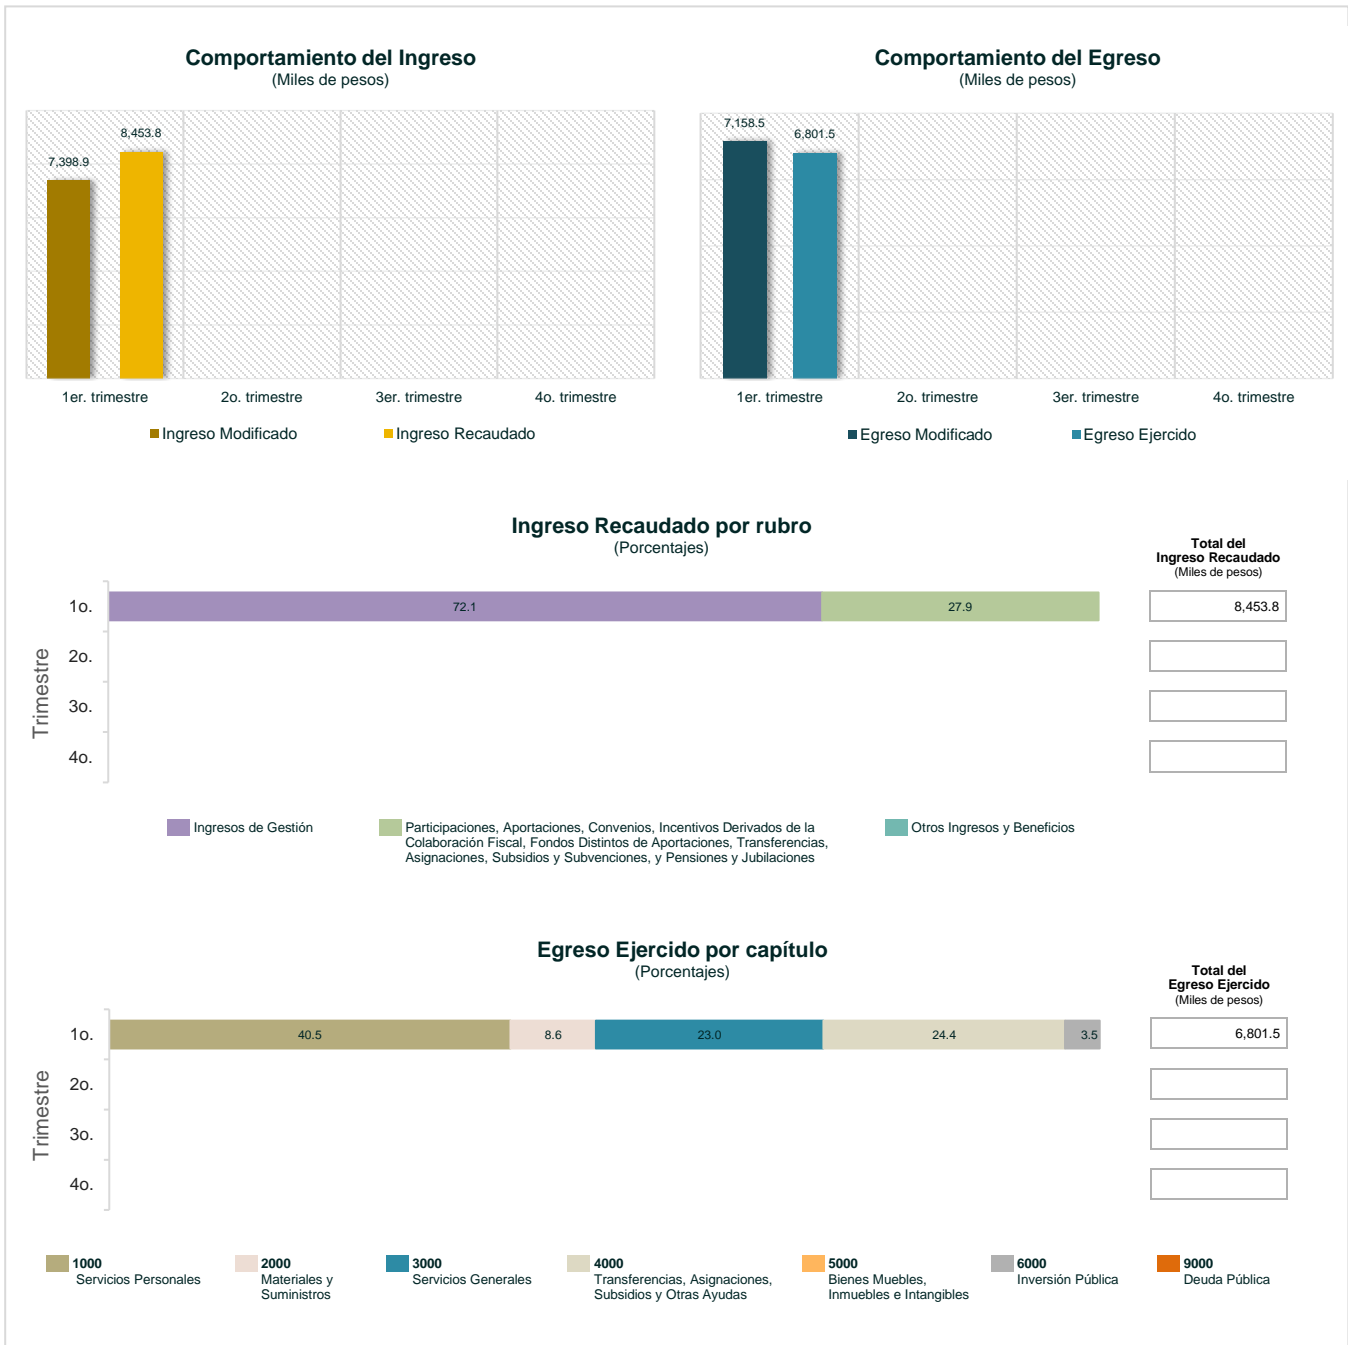 Comportamiento del Ingreso
(Miles de pesos)
7,398.9
8,453.8
1er. trimestre
2o. trimestre
3er. trimestre
4o. trimestre
Ingreso Modificado
Ingreso Recaudado
Comportamiento del Egreso
(Miles de pesos)
7,158.5
6,801.5
1er. trimestre
2o. trimestre
3er. trimestre
4o. trimestre
Egreso Modificado
Egreso Ejercido
Ingreso Recaudado por rubro
(Porcentajes)
Total del
Ingreso Recaudado
(Miles de pesos)
Trimestre
1o.
72.1
27.9
8,453.8
2o.
3o.
4o.
Ingresos de Gestión
Participaciones, Aportaciones, Convenios, Incentivos Derivados de la
Colaboración Fiscal, Fondos Distintos de Aportaciones, Transferencias,
Asignaciones, Subsidios y Subvenciones, y Pensiones y Jubilaciones
Otros Ingresos y Beneficios
Egreso Ejercido por capítulo
(Porcentajes)
Total del
Egreso Ejercido
(Miles de pesos)
Trimestre
1o.
40.5
8.6
23.0
24.4
3.5
6,801.5
2o.
3o.
4o.
1000
Servicios Personales
2000
Materiales y
Suministros
3000
Servicios Generales
4000
Transferencias, Asignaciones,
Subsidios y Otras Ayudas
5000
Bienes Muebles,
Inmuebles e Intangibles
6000
Inversión Pública
9000
Deuda Pública